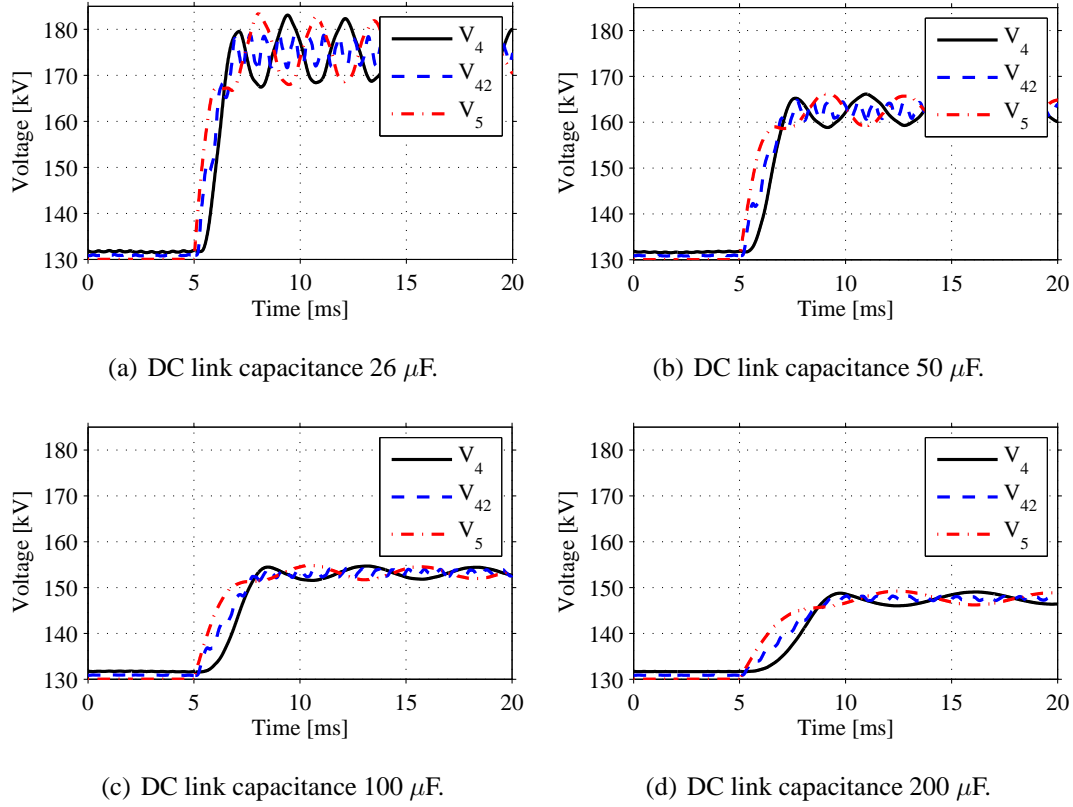 180
170
160
150
140
130
Voltage [kV]
0 5 10 15 20
Time [ms]
V4
V42
V5
(a) DC link capacitance 26 μF.
180
170
160
150
140
130
Voltage [kV]
0 5 10 15 20
Time [ms]
V4
V42
V5
(b) DC link capacitance 50 μF.
180
170
160
150
140
130
Voltage [kV]
0 5 10 15 20
Time [ms]
V4
V42
V5
(c) DC link capacitance 100 μF.
180
170
160
150
140
130
Voltage [kV]
0 5 10 15 20
Time [ms]
V4
V42
V5
(d) DC link capacitance 200 μF.